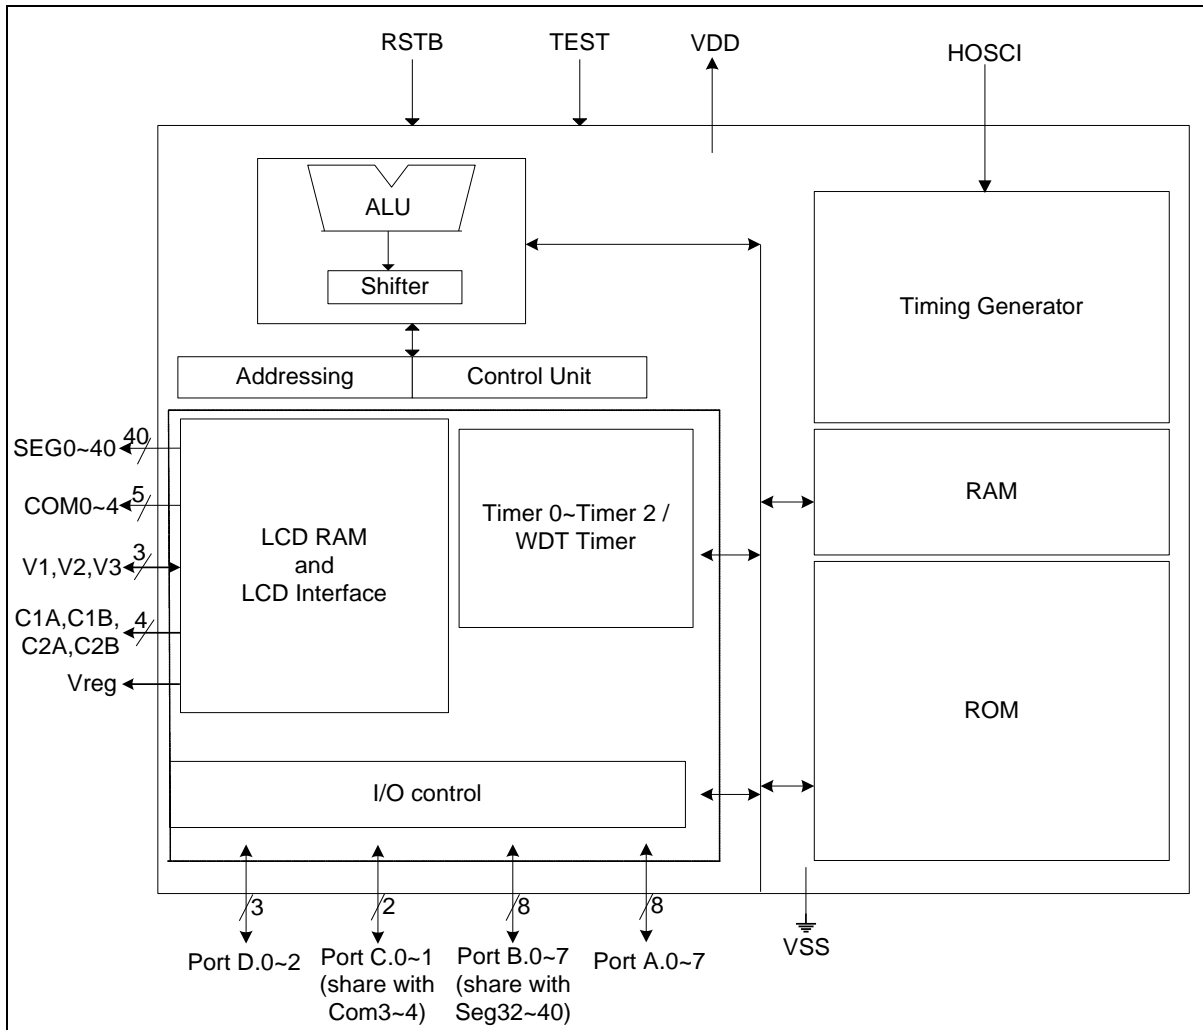 RSTB
TEST
VDD
HOSCI
ALU
Shifter
Timing Generator
Addressing
Control Unit
SEG0~40
40
COM0~4
5
V1,V2,V3
3
C1A,C1B,
C2A,C2B
4
Vreg
LCD RAM
and
LCD Interface
Timer 0~Timer 2 /
WDT Timer
RAM
ROM
I/O control
3
2
8
8
Port D.0~2
Port C.0~1
(share with
Com3~4)
Port B.0~7
(share with
Seg32~40)
Port A.0~7
VSS